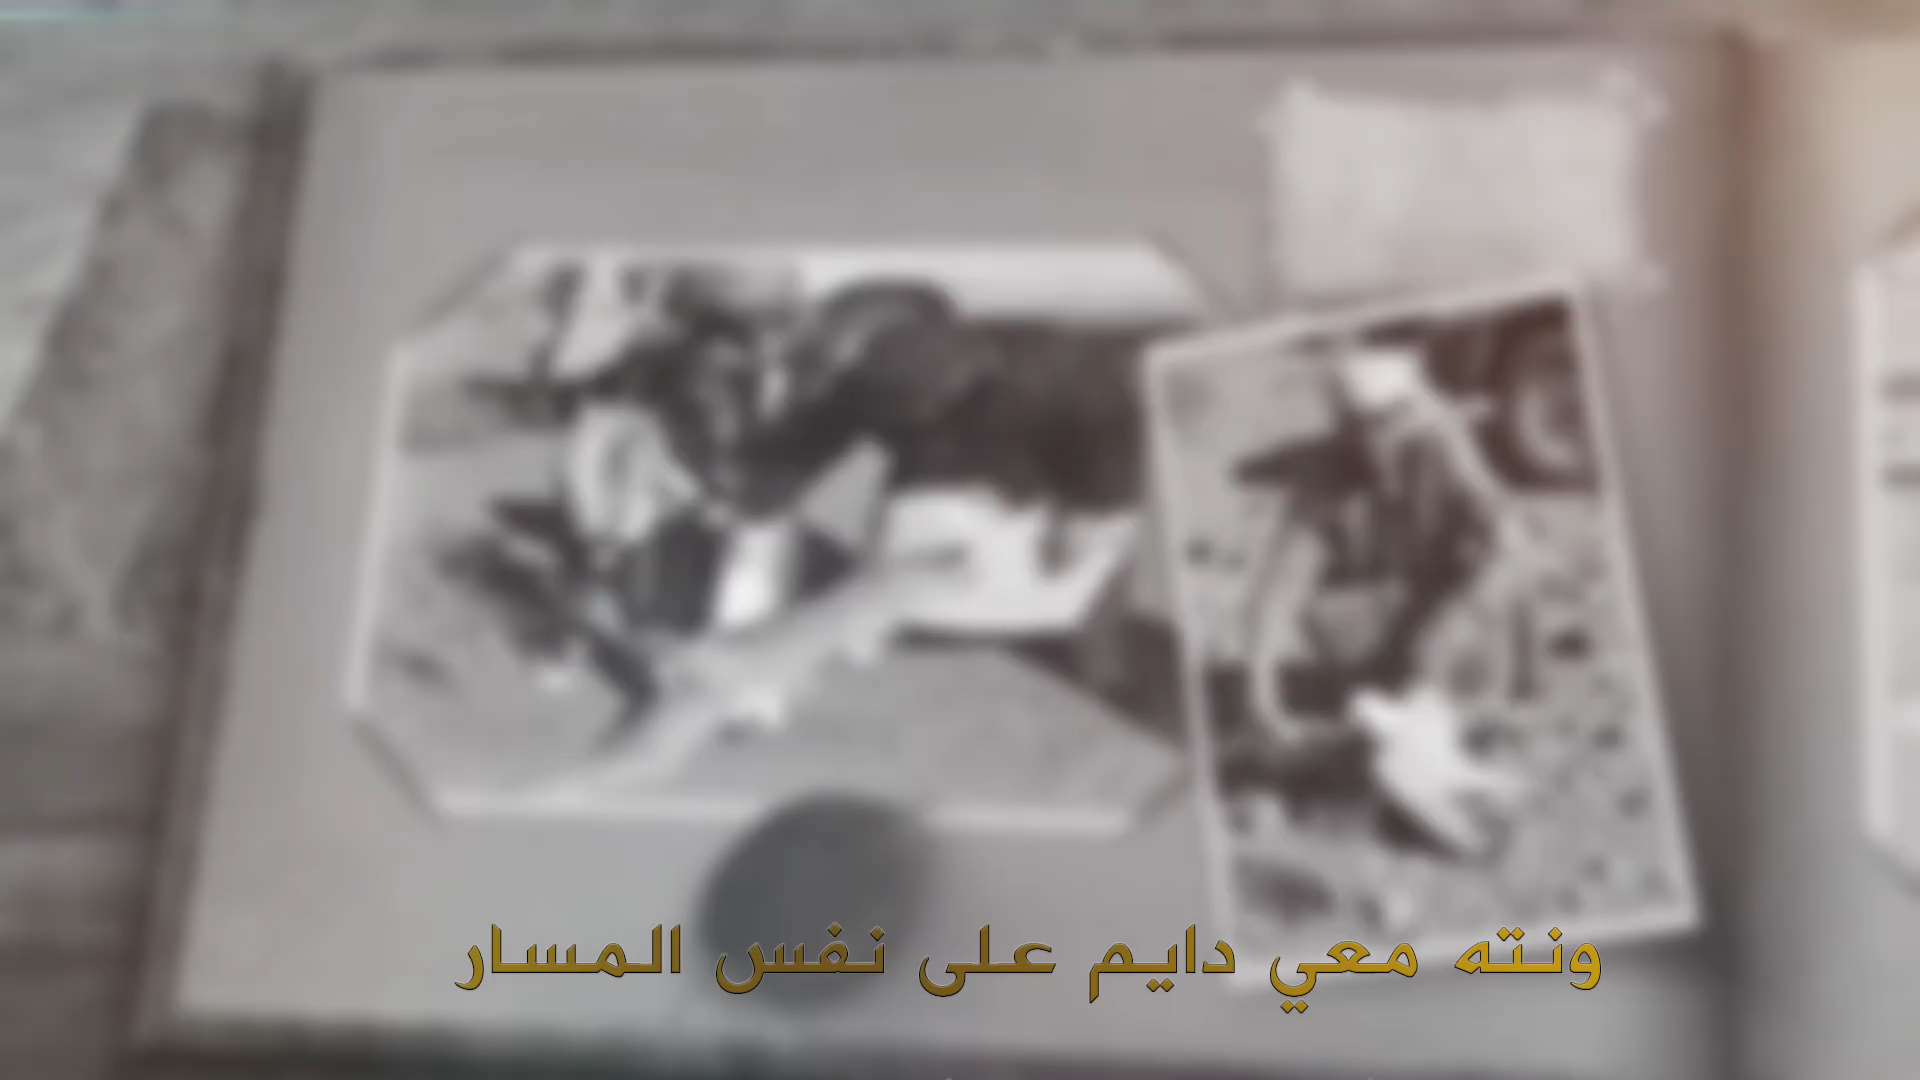 ونته معي دايم على نفس المسار